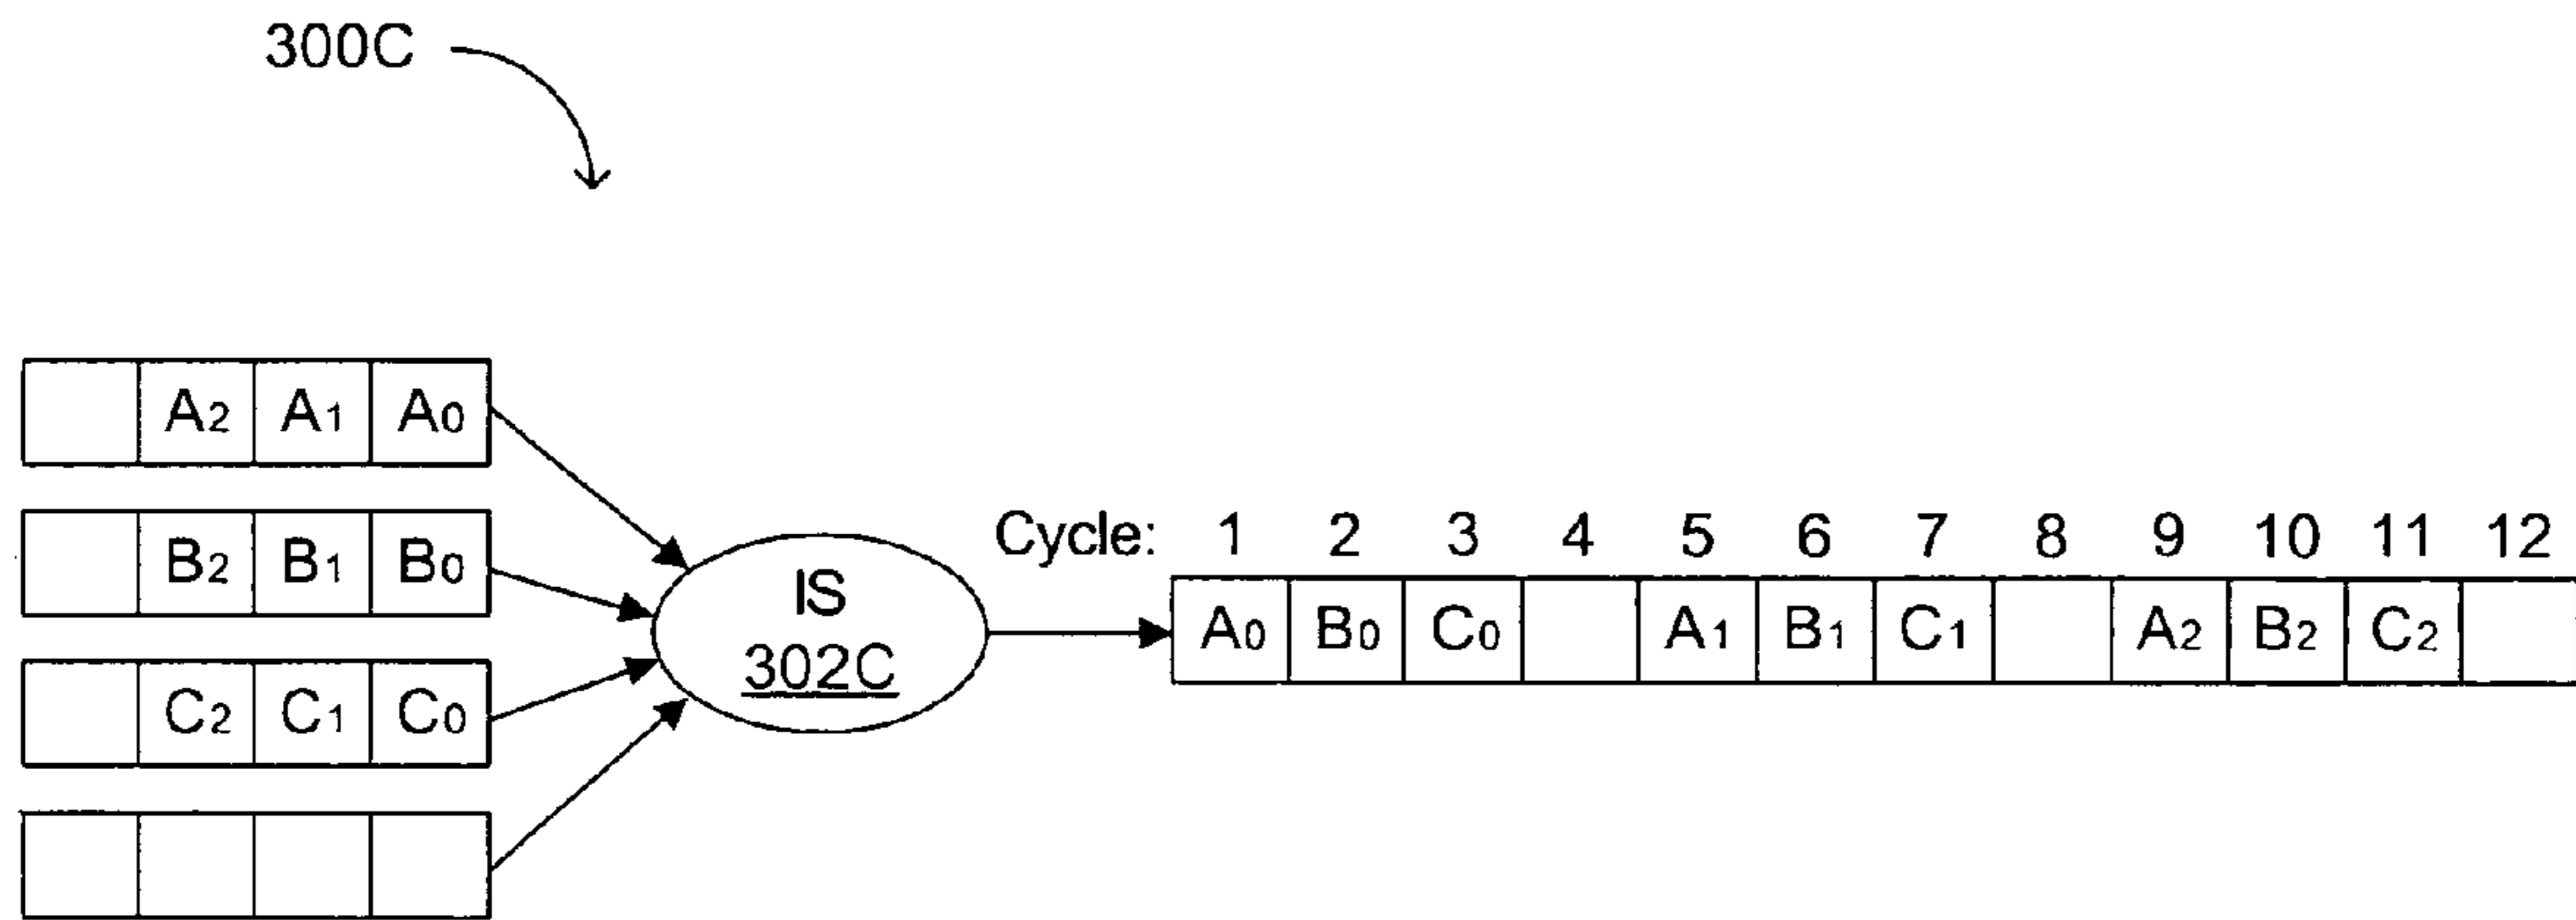 300C
A2 A1 A0
B2 B1 B0
C2 C1 C0
IS
302C
Cycle: 1 2 3 4 5 6 7 8 9 10 11 12
A0 B0 C0 A1 B1 C1 A2 B2 C2